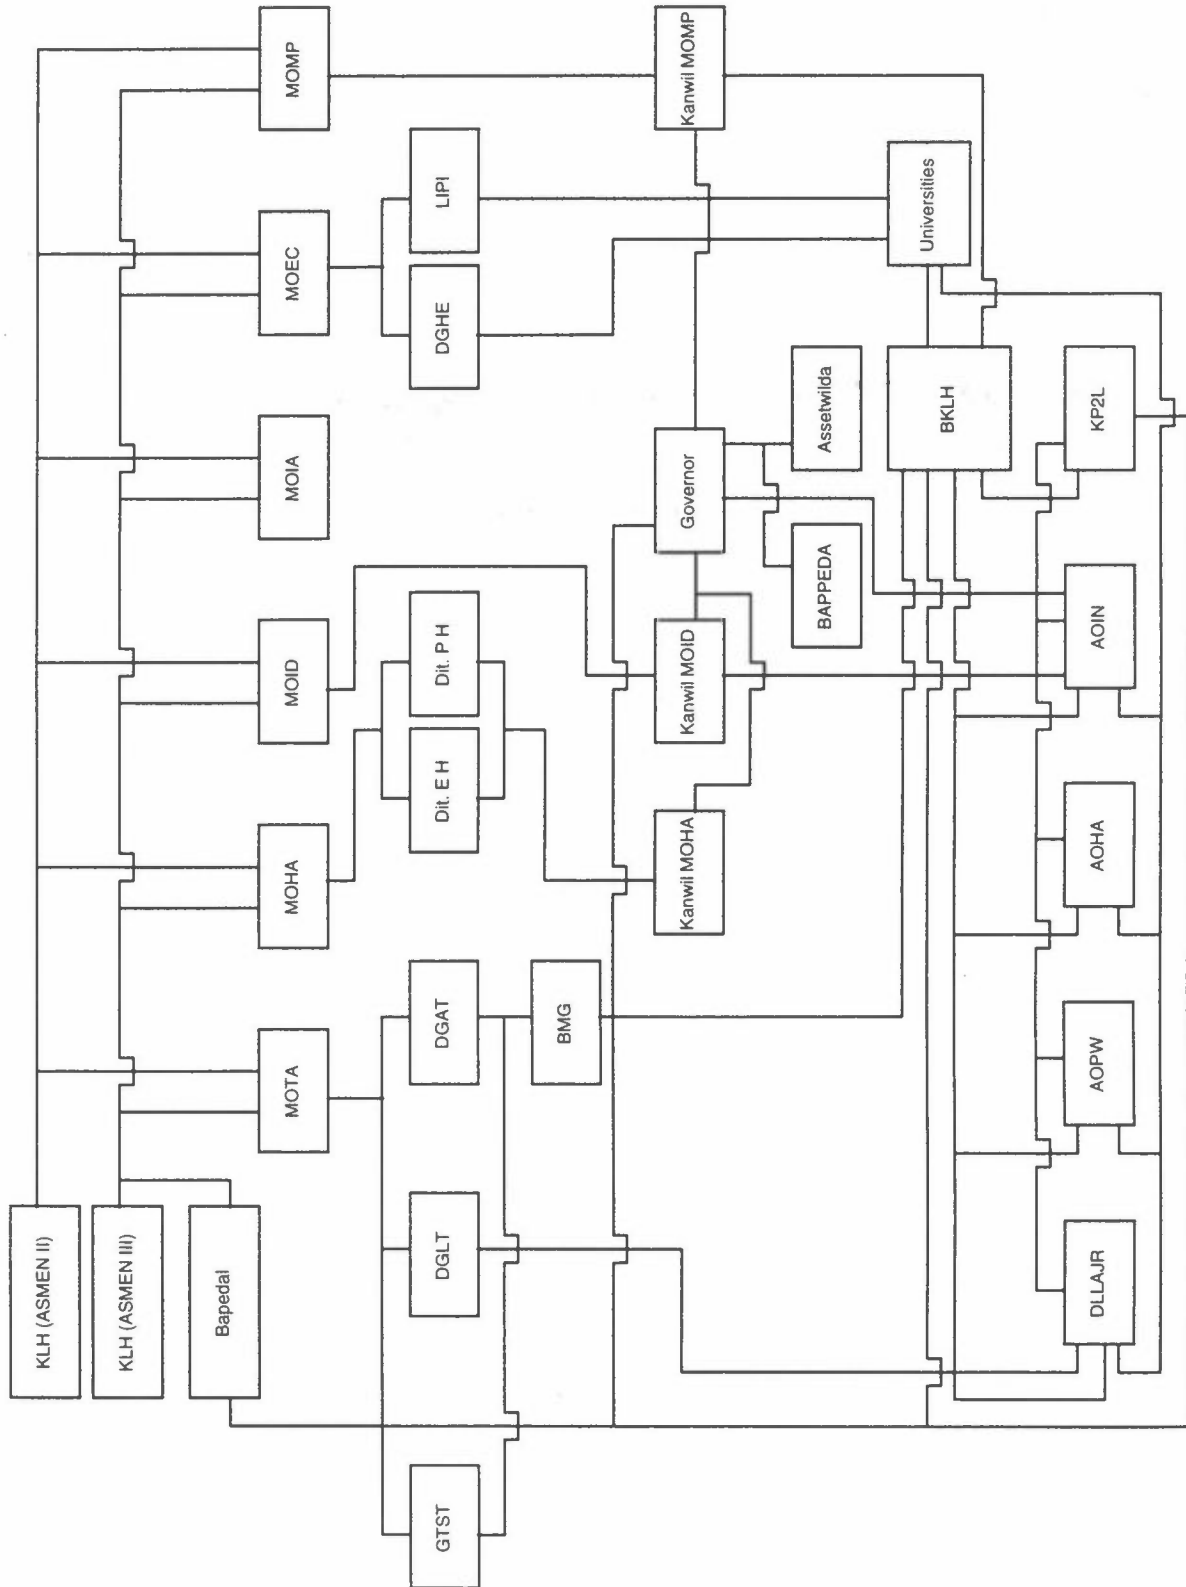 KLH (ASMEN II)
KLH (ASMEN III)
Bapedal
MOTA
MOHA
MOID
MOIA
MOEC
MOMP
GTST
DGLT
DGAT
Dit. E H
Dit. P H
DGHE
LIPI
BMG
Kanwil MOHA
Kanwil MOID
Governor
Kanwil MOMP
BAPPEDA
Assetwilda
BKLH
Universities
DLLAJR
AOPW
AOHA
AOIN
KP2L